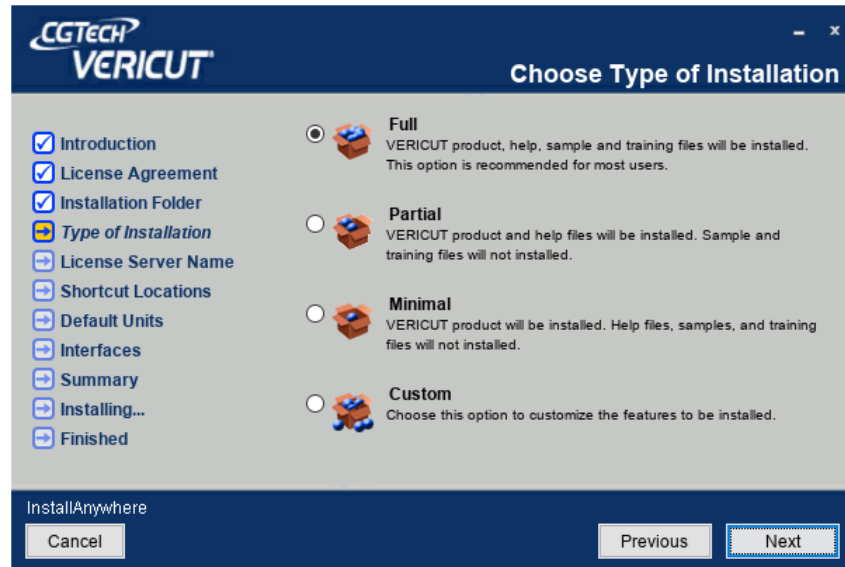 CGTECH
VERICUT
Choose Type of Installation
Introduction
License Agreement
Installation Folder
Type of Installation
License Server Name
Shortcut Locations
Default Units
Interfaces
Summary
Installing...
Finished
Full
VERICUT product, help, sample and training files will be installed.
This option is recommended for most users.
Partial
VERICUT product and help files will be installed. Sample and
training files will not installed.
Minimal
VERICUT product will be installed. Help files, samples, and training
files will not installed.
Custom
Choose this option to customize the features to be installed.
InstallAnywhere
Cancel
Previous
Next